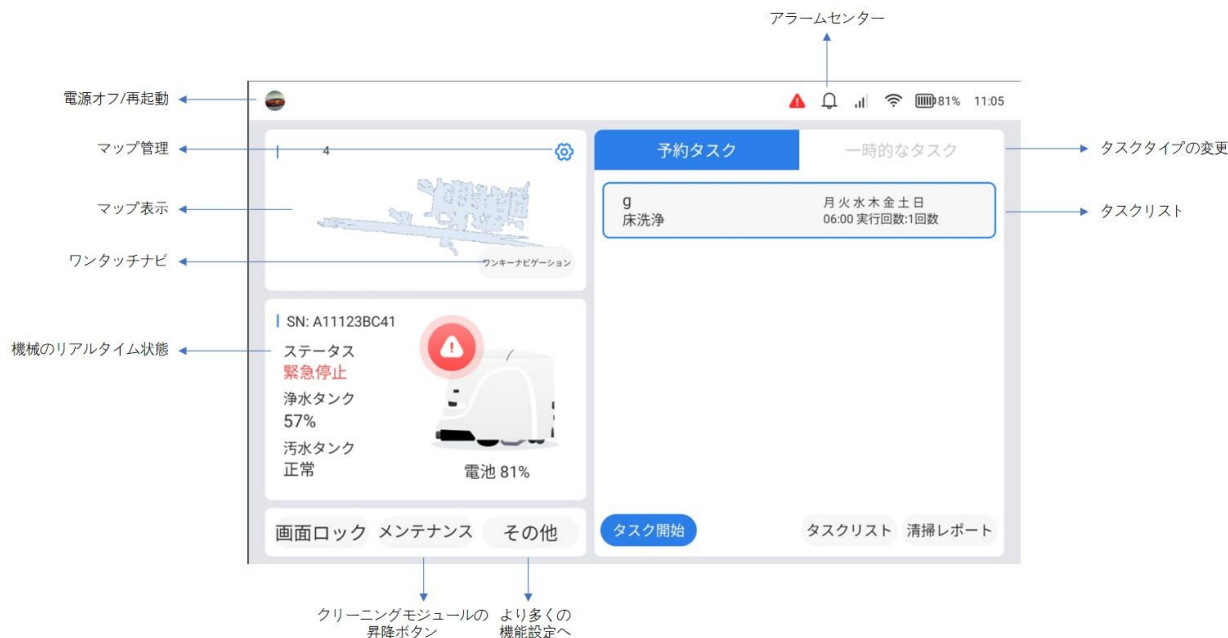 アラームセンター
電源オフ/再起動
81% 11:05
マップ管理
4
予約タスク
一時的なタスク
タスクタイプの変更
マップ表示
g
床洗浄
月火水木金土日
06:00 実行回数:1回数
タスクリスト
ワンタッチナビ
ワンキーナビゲーション
SN: A11123BC41
機械のリアルタイム状態
ステータス
緊急停止
浄水タンク
57%
汚水タンク
正常
電池 81%
画面ロック
メンテナンス
その他
タスク開始
タスクリスト
清掃レポート
クリーニングモジュールの
昇降ボタン
より多くの
機能設定へ